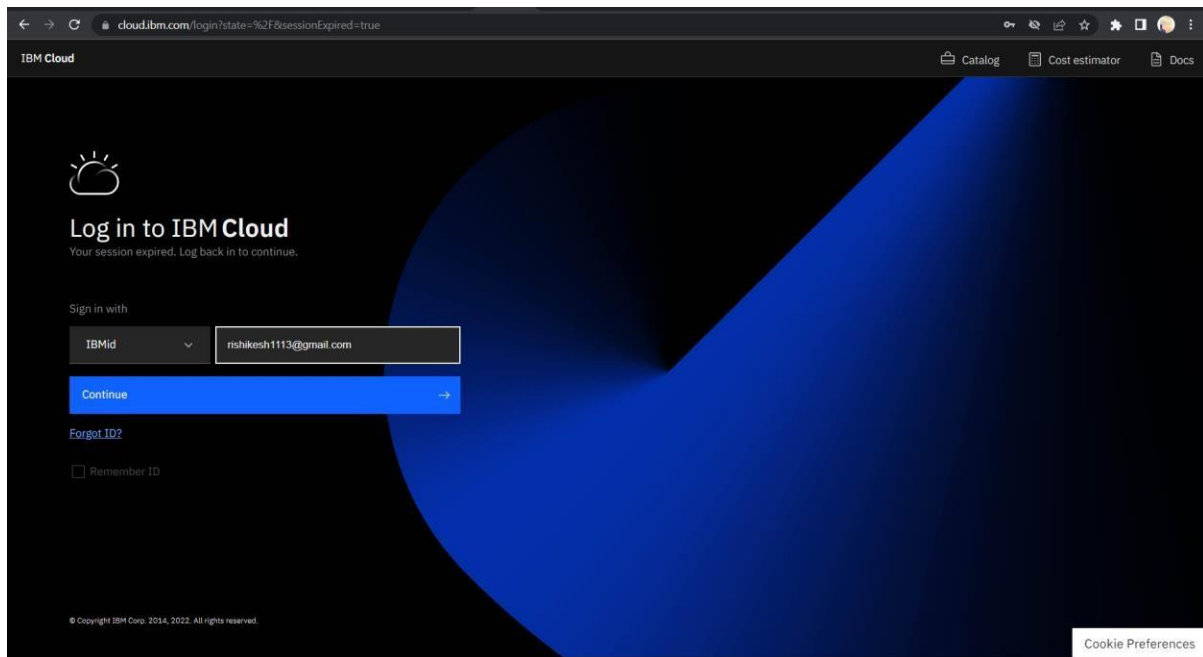 cloud.ibm.com/login?state=%2F&sessionExpired=true
IBM Cloud
Catalog
Cost estimator
Docs
Log in to IBM Cloud
Your session expired. Log back in to continue.
Sign in with
IBMid
rishikesh1113@gmail.com
Continue
Forgot ID?
Remember ID
© Copyright IBM Corp. 2014, 2022. All rights reserved.
Cookie Preferences